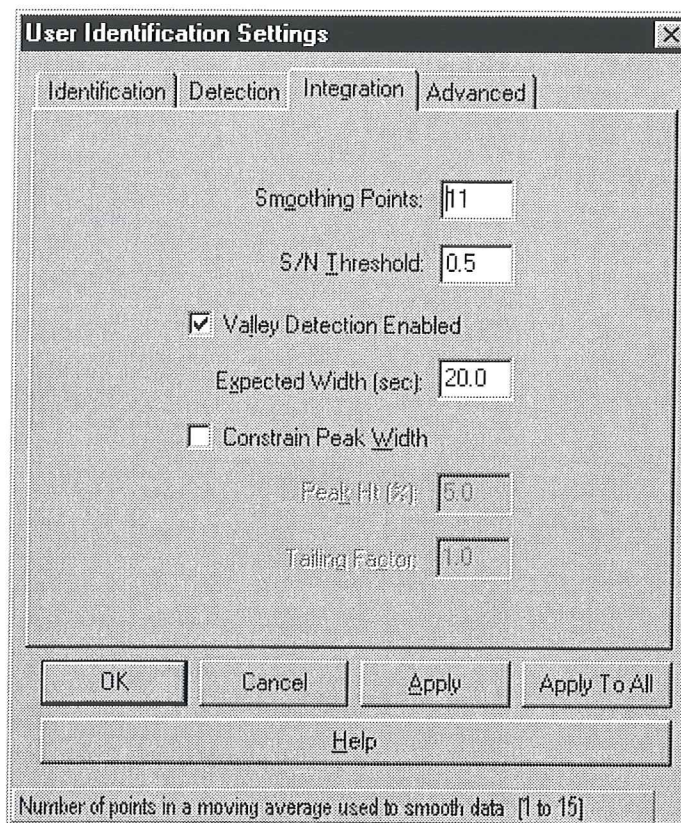 User Identification Settings
Identification Detection Integration Advanced
Smoothing Points: 11
S/N Threshold: 0.5
Valley Detection Enabled
Expected Width (sec): 20.0
Constrain Peak Width
Peak Ht (%): 5.0
Tailing Factor: 1.0
OK Cancel Apply Apply To All
Help
Number of points in a moving average used to smooth data [1 to 15]